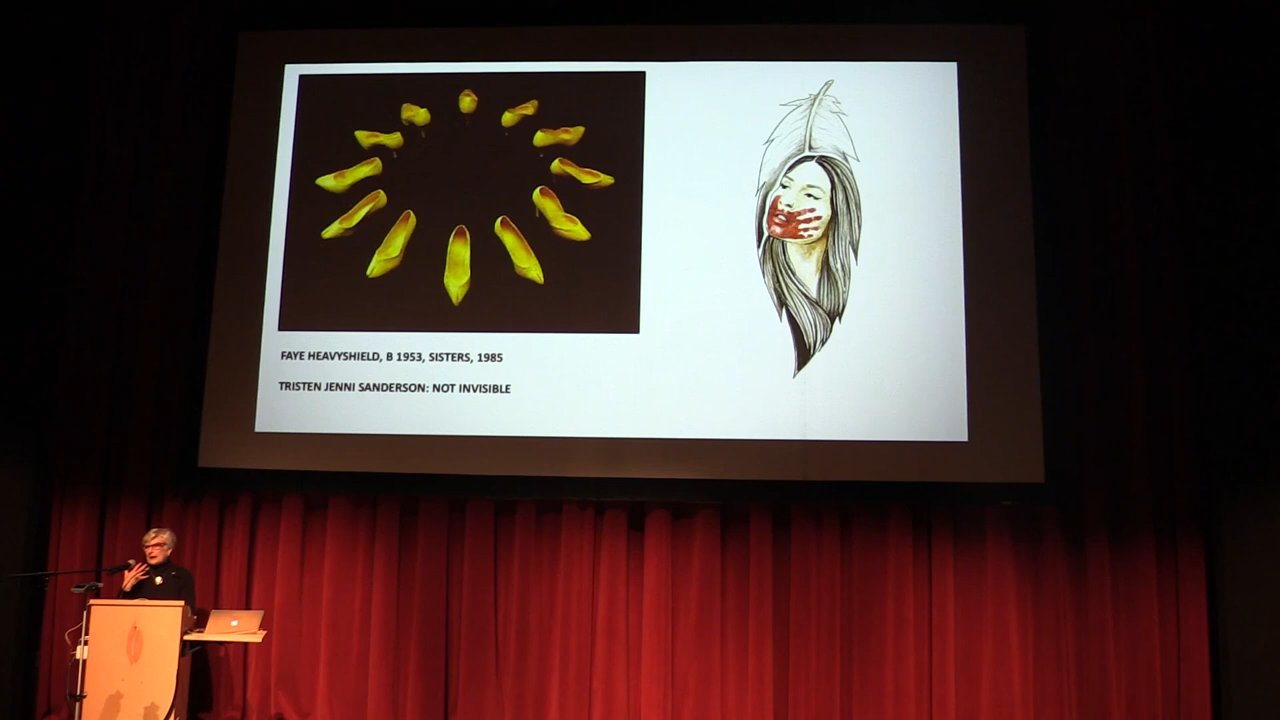 FAYE HEAVYSHIELD, B 1953, SISTERS, 1985
TRISTEN JENNI SANDERSON: NOT INVISIBLE